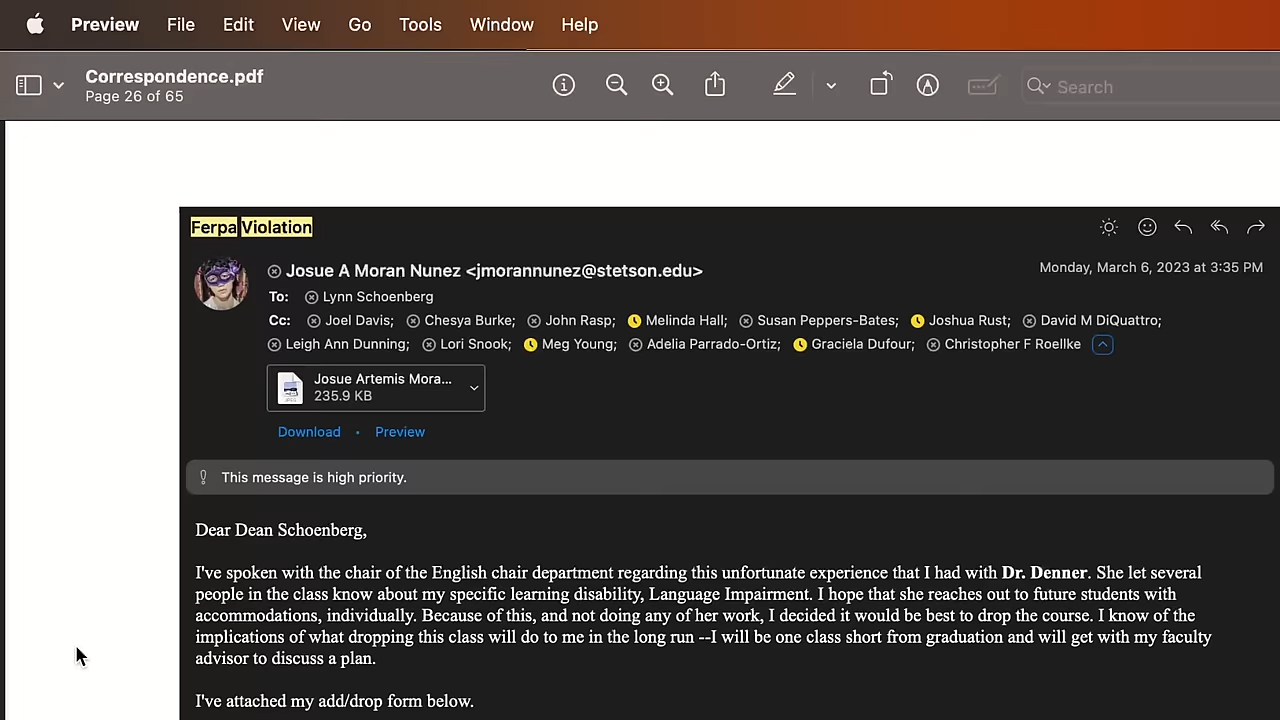 Preview File Edit View Go Tools Window Help
Correspondence.pdf
Page 26 of 65
Search
Ferpa Violation
Josue A Moran Nunez <jmorannunez@stetson.edu>
Monday, March 6, 2023 at 3:35 PM
To: Lynn Schoenberg
Cc: Joel Davis; Chesya Burke; John Rasp; Melinda Hall; Susan Peppers-Bates; Joshua Rust; David M DiQuattro;
Leigh Ann Dunning; Lori Snook; Meg Young; Adelia Parrado-Ortiz; Graciela Dufour; Christopher F Roellke
Josue Artemis Mora...
235.9 KB
Download • Preview
This message is high priority.
Dear Dean Schoenberg,
I've spoken with the chair of the English chair department regarding this unfortunate experience that I had with Dr. Denner. She let several
people in the class know about my specific learning disability, Language Impairment. I hope that she reaches out to future students with
accommodations, individually. Because of this, and not doing any of her work, I decided it would be best to drop the course. I know of the
implications of what dropping this class will do to me in the long run --I will be one class short from graduation and will get with my faculty
advisor to discuss a plan.
I've attached my add/drop form below.